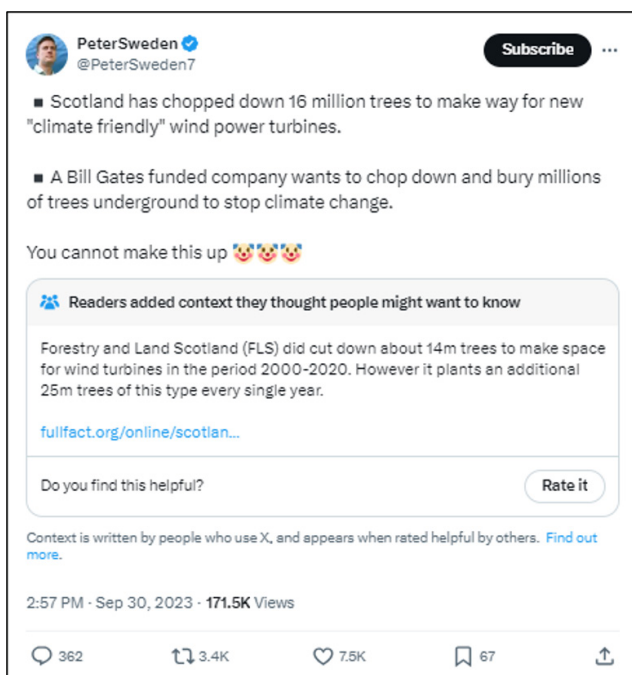 PeterSweden
@PeterSweden7
Subscribe
▪ Scotland has chopped down 16 million trees to make way for new
"climate friendly" wind power turbines.
▪ A Bill Gates funded company wants to chop down and bury millions
of trees underground to stop climate change.
You cannot make this up 🤡🤡🤡
Readers added context they thought people might want to know
Forestry and Land Scotland (FLS) did cut down about 14m trees to make space
for wind turbines in the period 2000-2020. However it plants an additional
25m trees of this type every single year.
fullfact.org/online/scotlan...
Do you find this helpful?
Rate it
Context is written by people who use X, and appears when rated helpful by others. Find out
more.
2:57 PM · Sep 30, 2023 · 171.5K Views
362
3.4K
7.5K
67